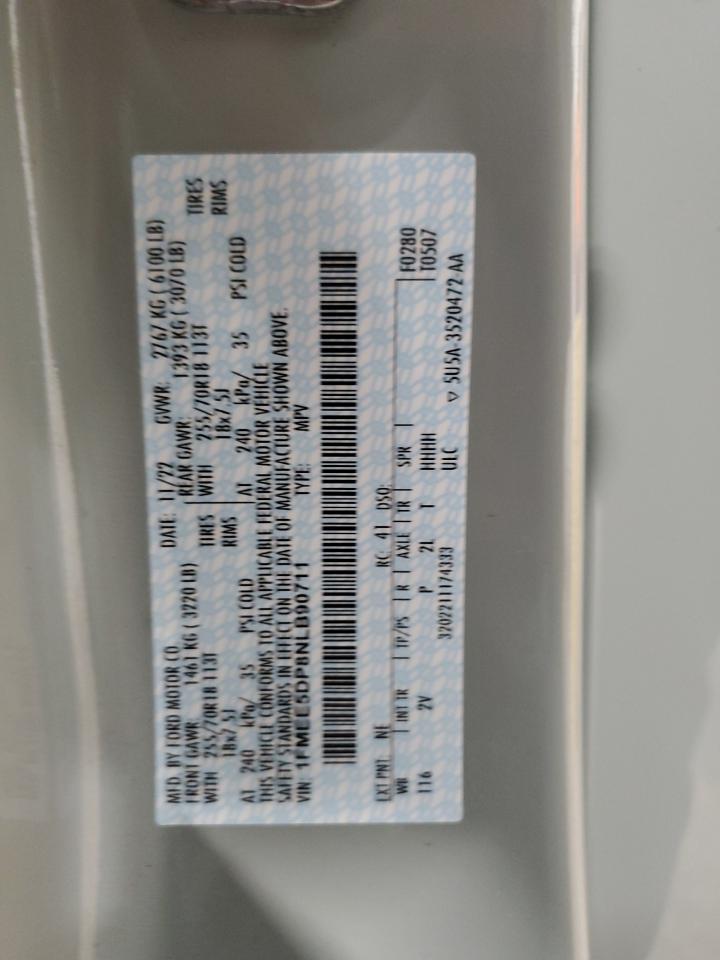 MFD. BY FORD MOTOR CO.
DATE: 11/22 GVWR: 2767 KG ( 6100 LB)
FRONT GAWR: 1461 KG ( 3220 LB) REAR GAWR: 1393 KG ( 3070 LB)
WITH 255/70R18 113T TIRES WITH 255/70R18 113T TIRES
18x7.5J RIMS 18x7.5J RIMS
AT 240 kPa/ 35 PSI COLD AT 240 kPa/ 35 PSI COLD
THIS VEHICLE CONFORMS TO ALL APPLICABLE FEDERAL MOTOR VEHICLE
SAFETY STANDARDS IN EFFECT ON THE DATE OF MANUFACTURE SHOWN ABOVE.
VIN: 1FMEE5DP8NLB90711 TYPE: MPV
EXT PNT: NE RC: 41 DSO: F0280
WB INT TR TP/PS R AXLE TR SPR T0507
116 2V P 2L T HHHH
3202211174333 ULC ▽ 5U5A-3520472-AA